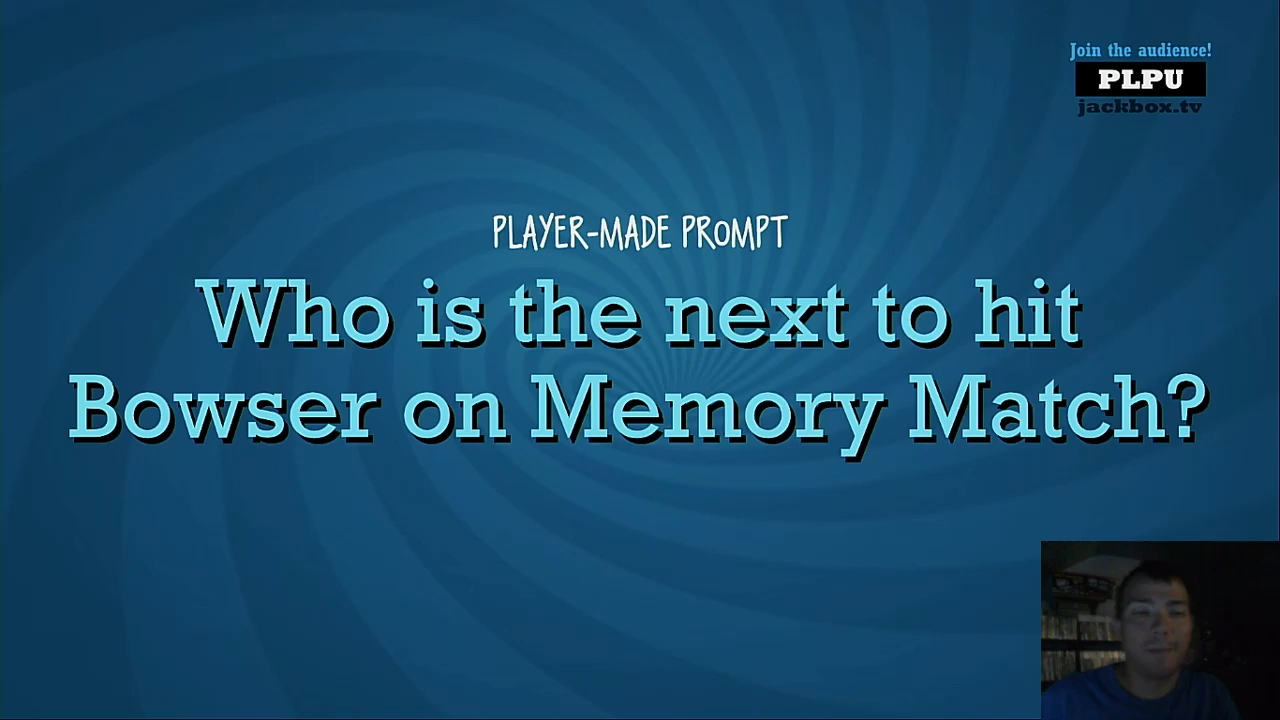 Join the audience!
PLPU
jackbox.tv
PLAYER-MADE PROMPT
Who is the next to hit
Bowser on Memory Match?